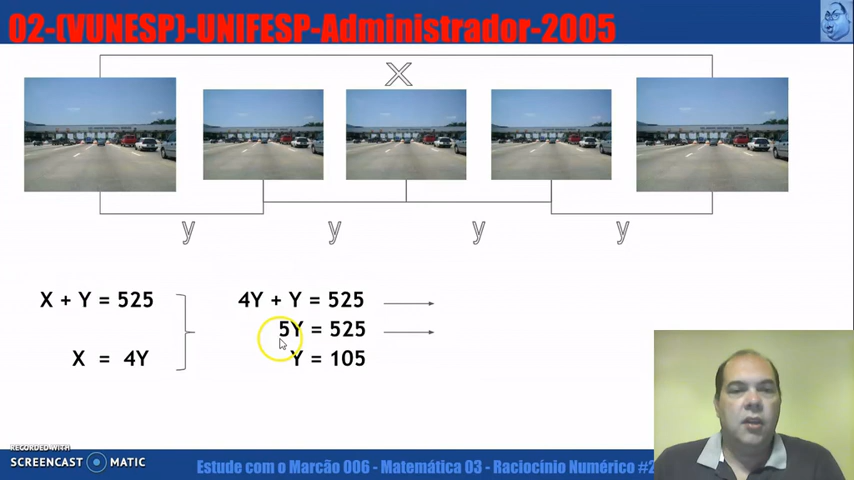 02-(VUNESP)-UNIFESP-Administrador-2005
X
y y y y
X + Y = 525
X = 4Y
4Y + Y = 525
5Y = 525
Y = 105
RECORDED WITH
SCREENCAST MATIC
Estude com o Marcão 006 - Matemática 03 - Raciocínio Numérico #2